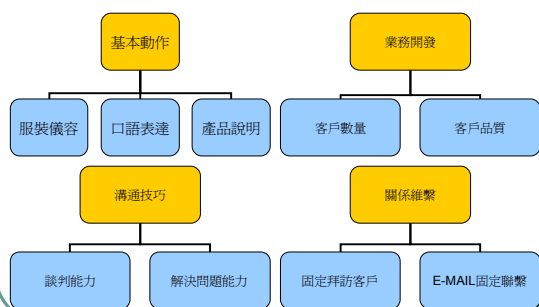 基本動作
業務開發
服裝儀容
口語表達
產品說明
客戶數量
客戶品質
溝通技巧
關係維繫
談判能力
解決問題能力
固定拜訪客戶
E-MAIL固定聯繫